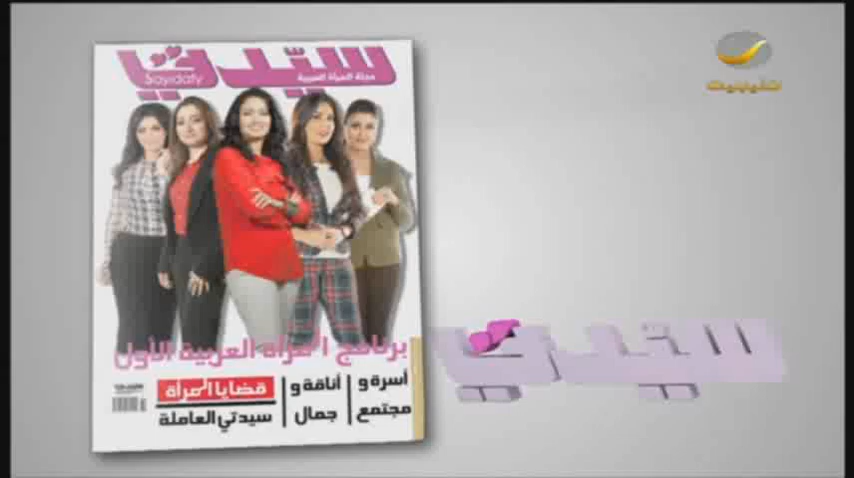 سيدتي
Sayidaty
مجلة المرأة العربية
خليجية
برنامج المرأة العربية الأول
أسرة و مجتمع
أناقة و جمال
قضايا المرأة
سيدتي العاملة
سيدتي